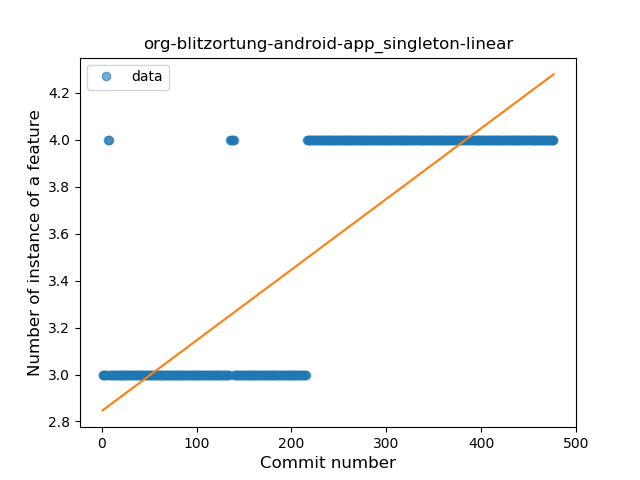 org-blitzortung-android-app_singleton-linear
data
Number of instance of a feature
4.2
4.0
3.8
3.6
3.4
3.2
3.0
2.8
0 100 200 300 400 500
Commit number